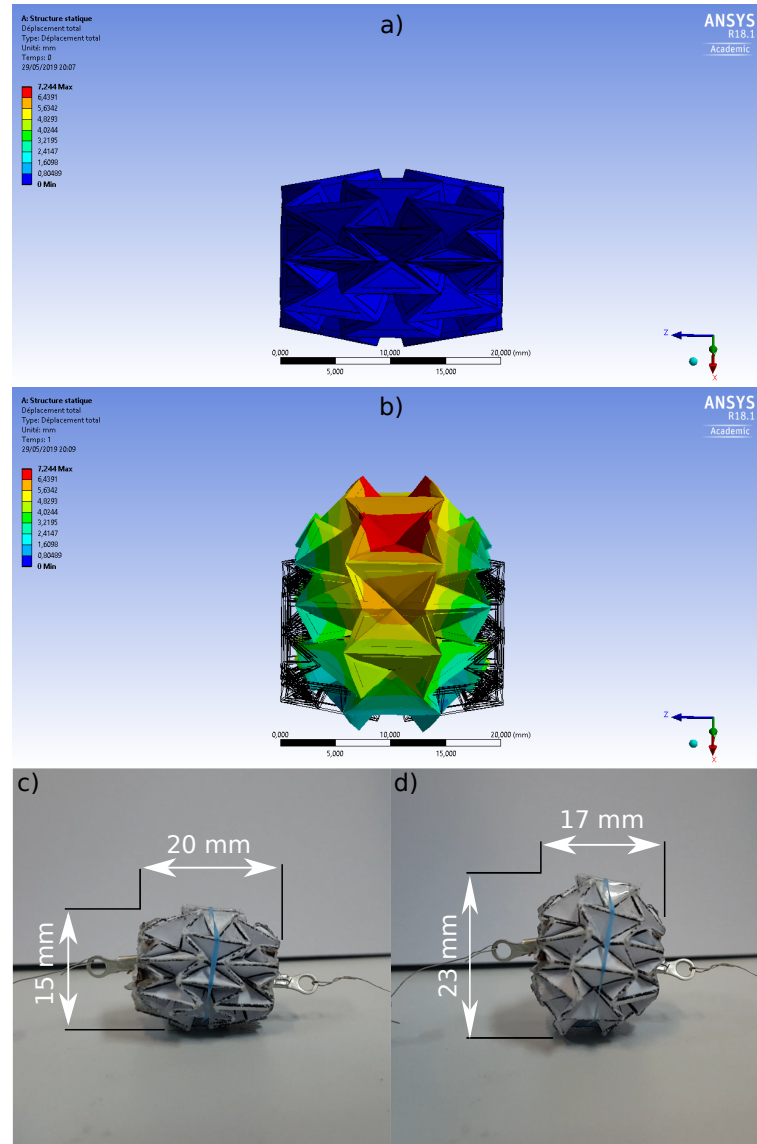 A: Structure statique
Déplacement total
Type: Déplacement total
Unité: mm
Temps: 0
29/05/2019 20:07
a)
ANSYS
R18.1
Academic
7,244 Max
6,4391
5,6342
4,8293
4,0244
3,2195
2,4147
1,6098
0,80489
0 Min
0,000 10,000 20,000 (mm)
5,000 15,000
Z
X
A: Structure statique
Déplacement total
Type: Déplacement total
Unité: mm
Temps: 1
29/05/2019 20:09
b)
ANSYS
R18.1
Academic
7,244 Max
6,4391
5,6342
4,8293
4,0244
3,2195
2,4147
1,6098
0,80489
0 Min
0,000 10,000 20,000 (mm)
5,000 15,000
Z
X
c)
20 mm
15 mm
d)
17 mm
23 mm